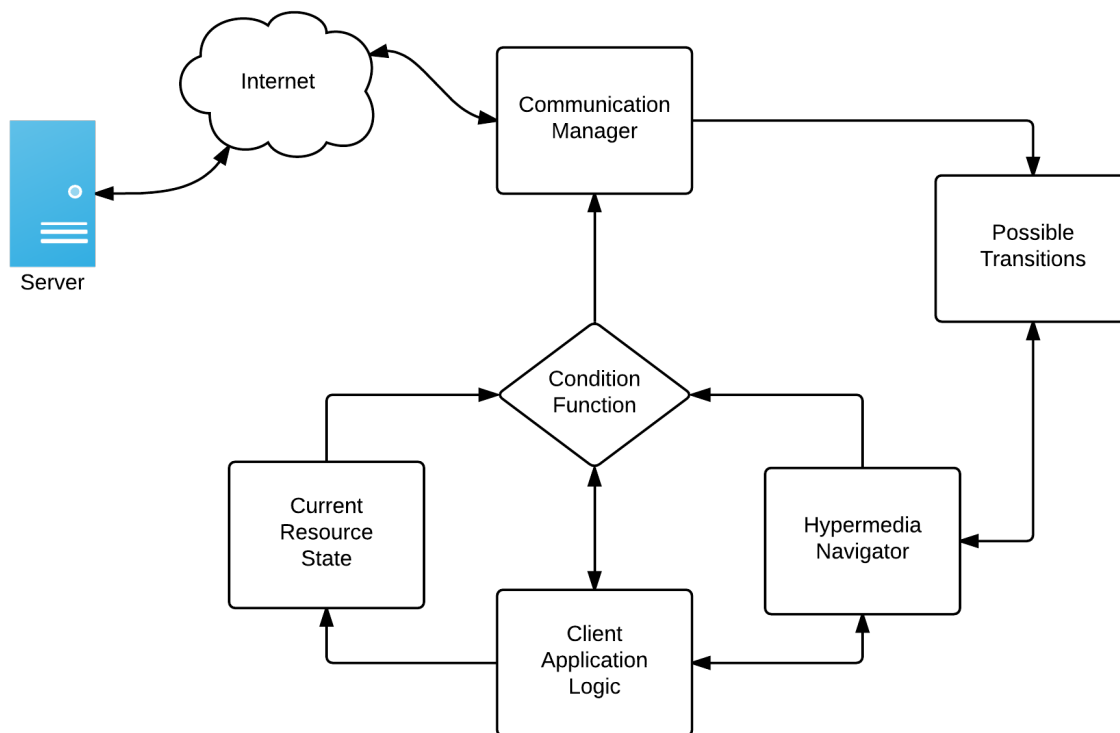 Internet
Communication
Manager
Server
Possible
Transitions
Condition
Function
Current
Resource
State
Hypermedia
Navigator
Client
Application
Logic